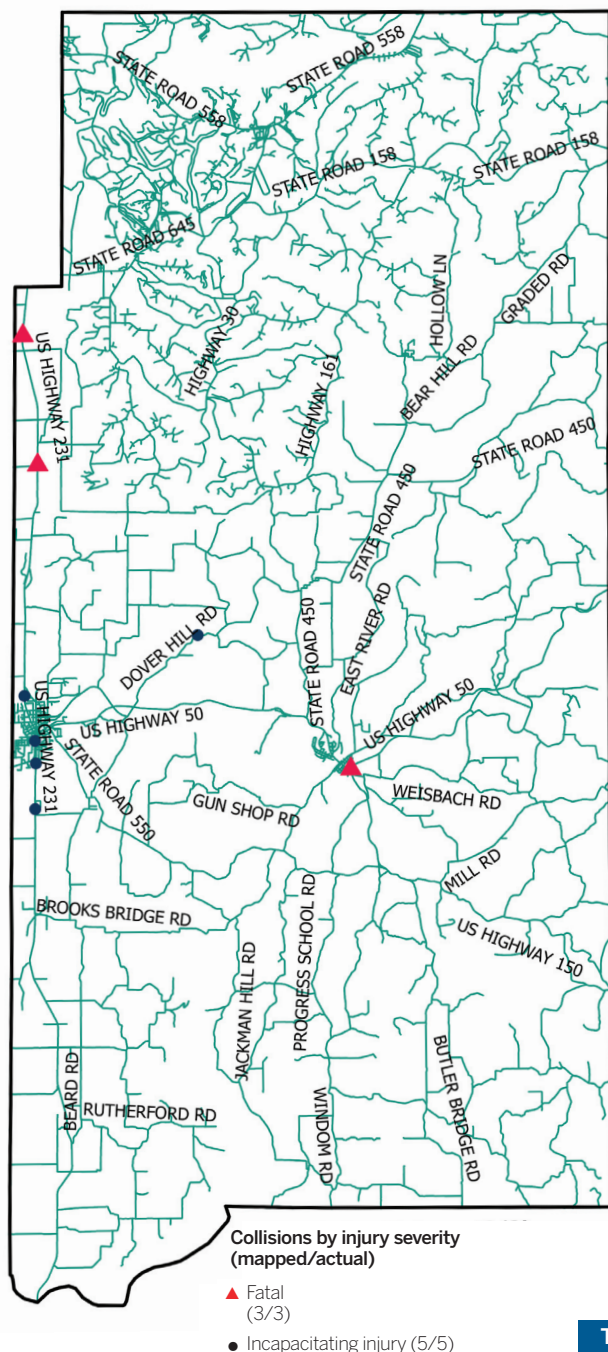 STATE ROAD 558
STATE ROAD 558
STATE ROAD 158
STATE ROAD 158
STATE ROAD 645
GRADED RD
HOLLOW LN
HIGHWAY 30
US HIGHWAY 231
BEAR HILL RD
HIGHWAY 161
STATE ROAD 450
STATE ROAD 450
EAST RIVER RD
STATE ROAD 450
DOVER HILL RD
US HIGHWAY 50
US HIGHWAY 50
US HIGHWAY 231
STATE ROAD 550
GUN SHOP RD
WEISBACH RD
MILL RD
BROOKS BRIDGE RD
PROGRESS SCHOOL RD
US HIGHWAY 150
JACKMAN HILL RD
BEARD RD
RUTHERFORD RD
WINDOM RD
BUTLER BRIDGE RD
Collisions by injury severity
(mapped/actual)
Fatal
(3/3)
Incapacitating injury (5/5)
T